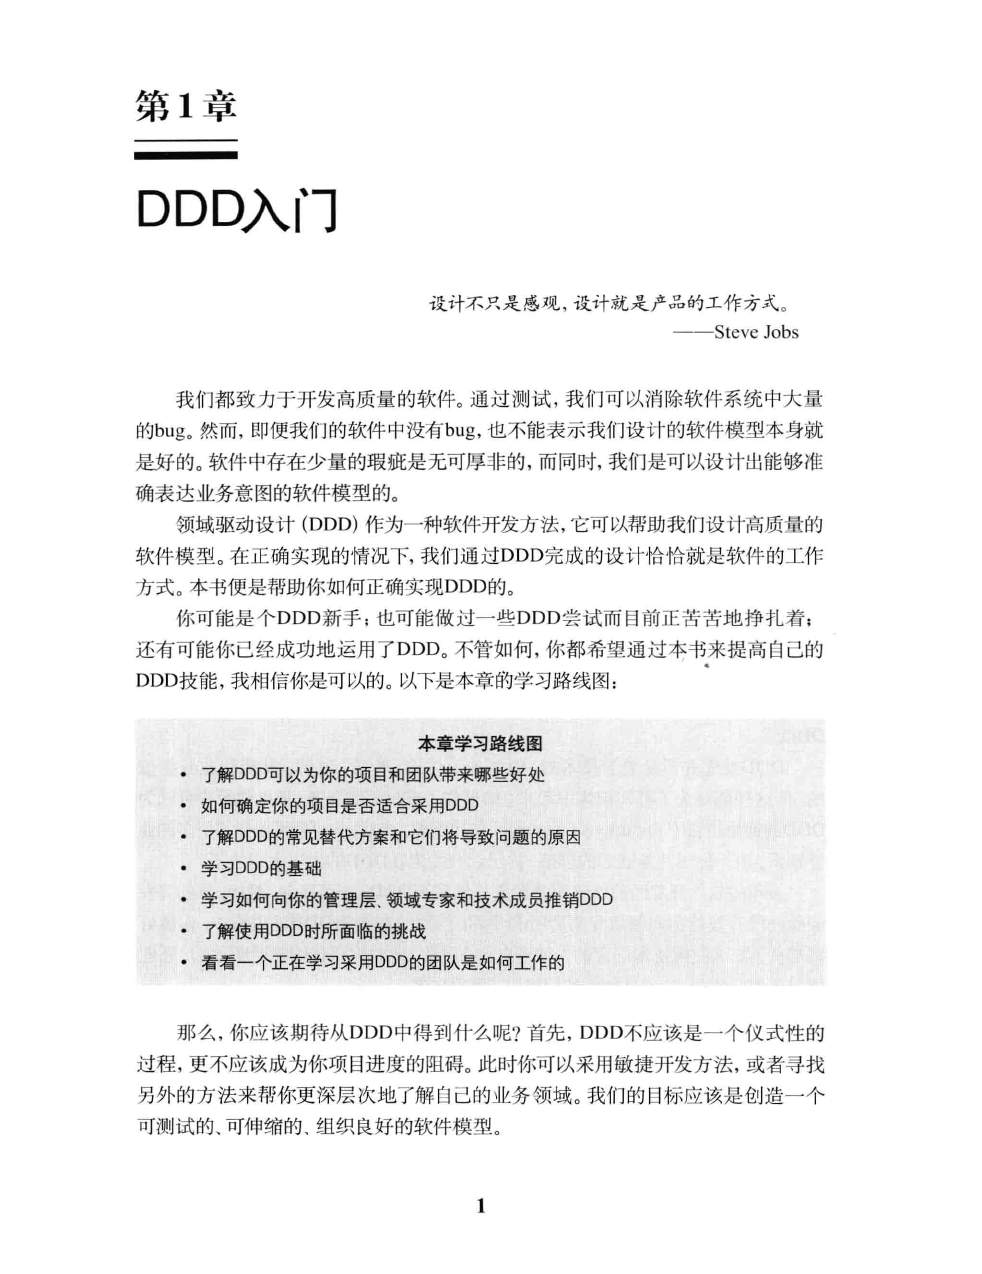 第1章
DDD入门
设计不只是感观，设计就是产品的工作方式。
——Steve Jobs
我们都致力于开发高质量的软件。通过测试，我们可以消除软件系统中大量
的bug。然而，即便我们的软件中没有bug，也不能表示我们设计的软件模型本身就
是好的。软件中存在少量的瑕疵是无可厚非的，而同时，我们是可以设计出能够准
确表达业务意图的软件模型的。
领域驱动设计（DDD）作为一种软件开发方法，它可以帮助我们设计高质量的
软件模型。在正确实现的情况下，我们通过DDD完成的设计恰恰就是软件的工作
方式。本书便是帮助你如何正确实现DDD的。
你可能是个DDD新手；也可能做过一些DDD尝试而目前正苦苦地挣扎着；
还有可能你已经成功地运用了DDD。不管如何，你都希望通过本书来提高自己的
DDD技能，我相信你是可以的。以下是本章的学习路线图：
本章学习路线图
• 了解DDD可以为你的项目和团队带来哪些好处
• 如何确定你的项目是否适合采用DDD
• 了解DDD的常见替代方案和它们将导致问题的原因
• 学习DDD的基础
• 学习如何向你的管理层、领域专家和技术成员推销DDD
• 了解使用DDD时所面临的挑战
• 看看一个正在学习采用DDD的团队是如何工作的
那么，你应该期待从DDD中得到什么呢？首先，DDD不应该是一个仪式性的
过程，更不应该成为你项目进度的阻碍。此时你可以采用敏捷开发方法，或者寻找
另外的方法来帮你更深层次地了解自己的业务领域。我们的目标应该是创造一个
可测试的、可伸缩的、组织良好的软件模型。
1